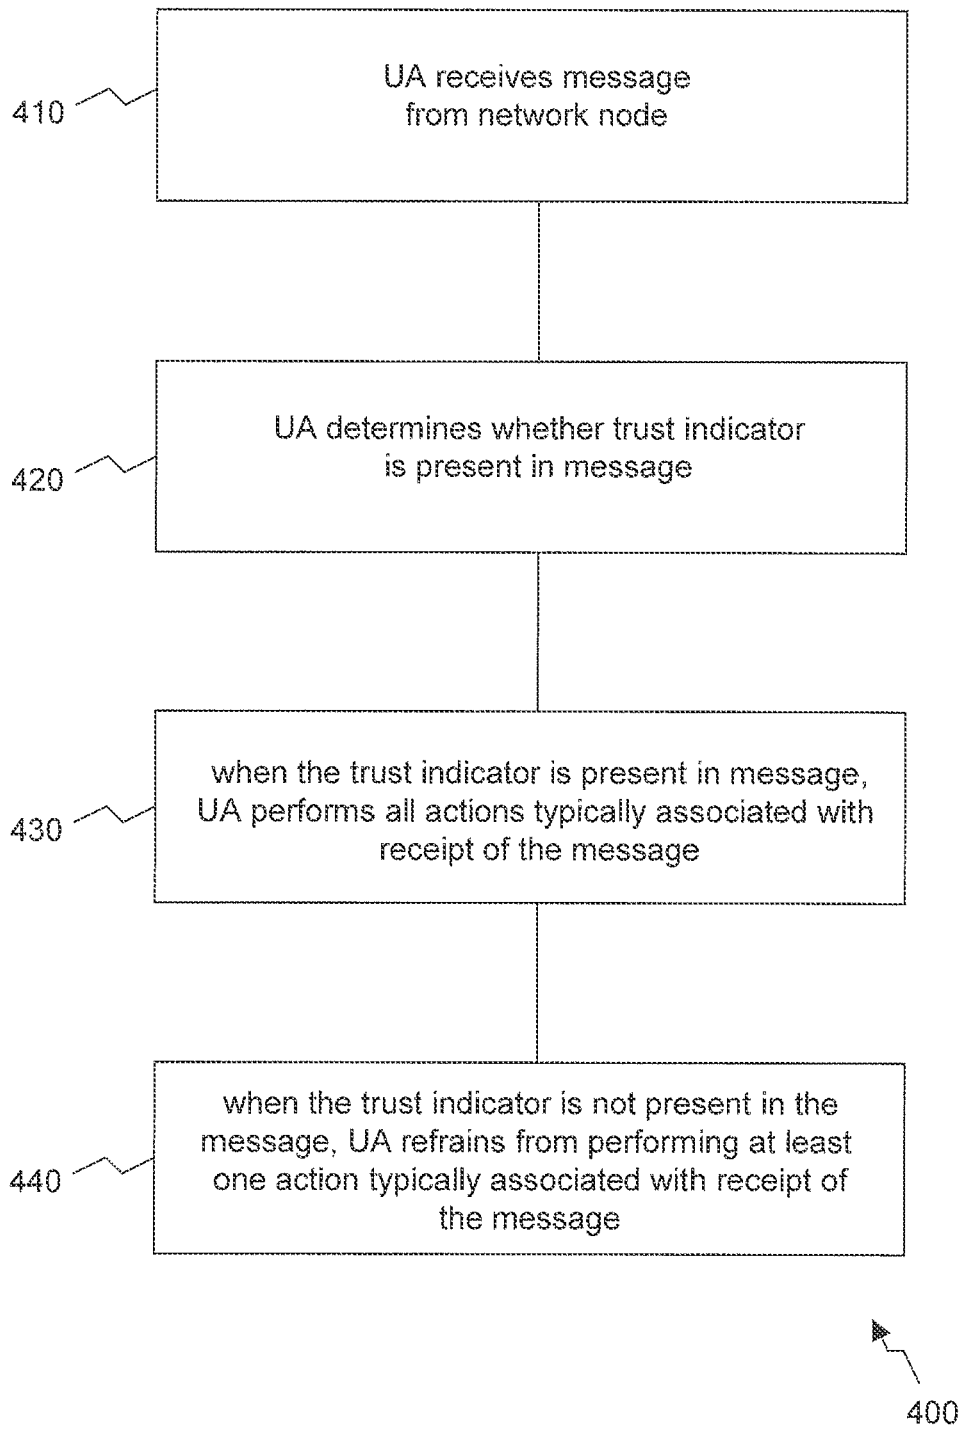 UA receives message
from network node
410
UA determines whether trust indicator
is present in message
420
when the trust indicator is present in message,
UA performs all actions typically associated with
receipt of the message
430
when the trust indicator is not present in the
message, UA refrains from performing at least
one action typically associated with receipt of
the message
440
400